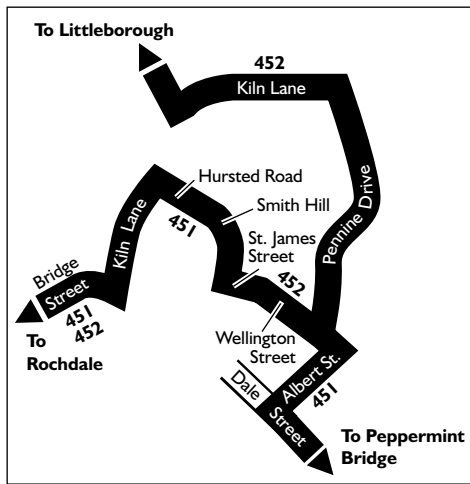 To Littleborough
452
Kiln Lane
Hursted Road
Smith Hill
451
Kiln Lane
St. James
Street
Pennine Drive
452
Bridge
Street
451
452
To
Rochdale
Wellington
Street
Albert St.
451
Dale
Street
To Peppermint
Bridge